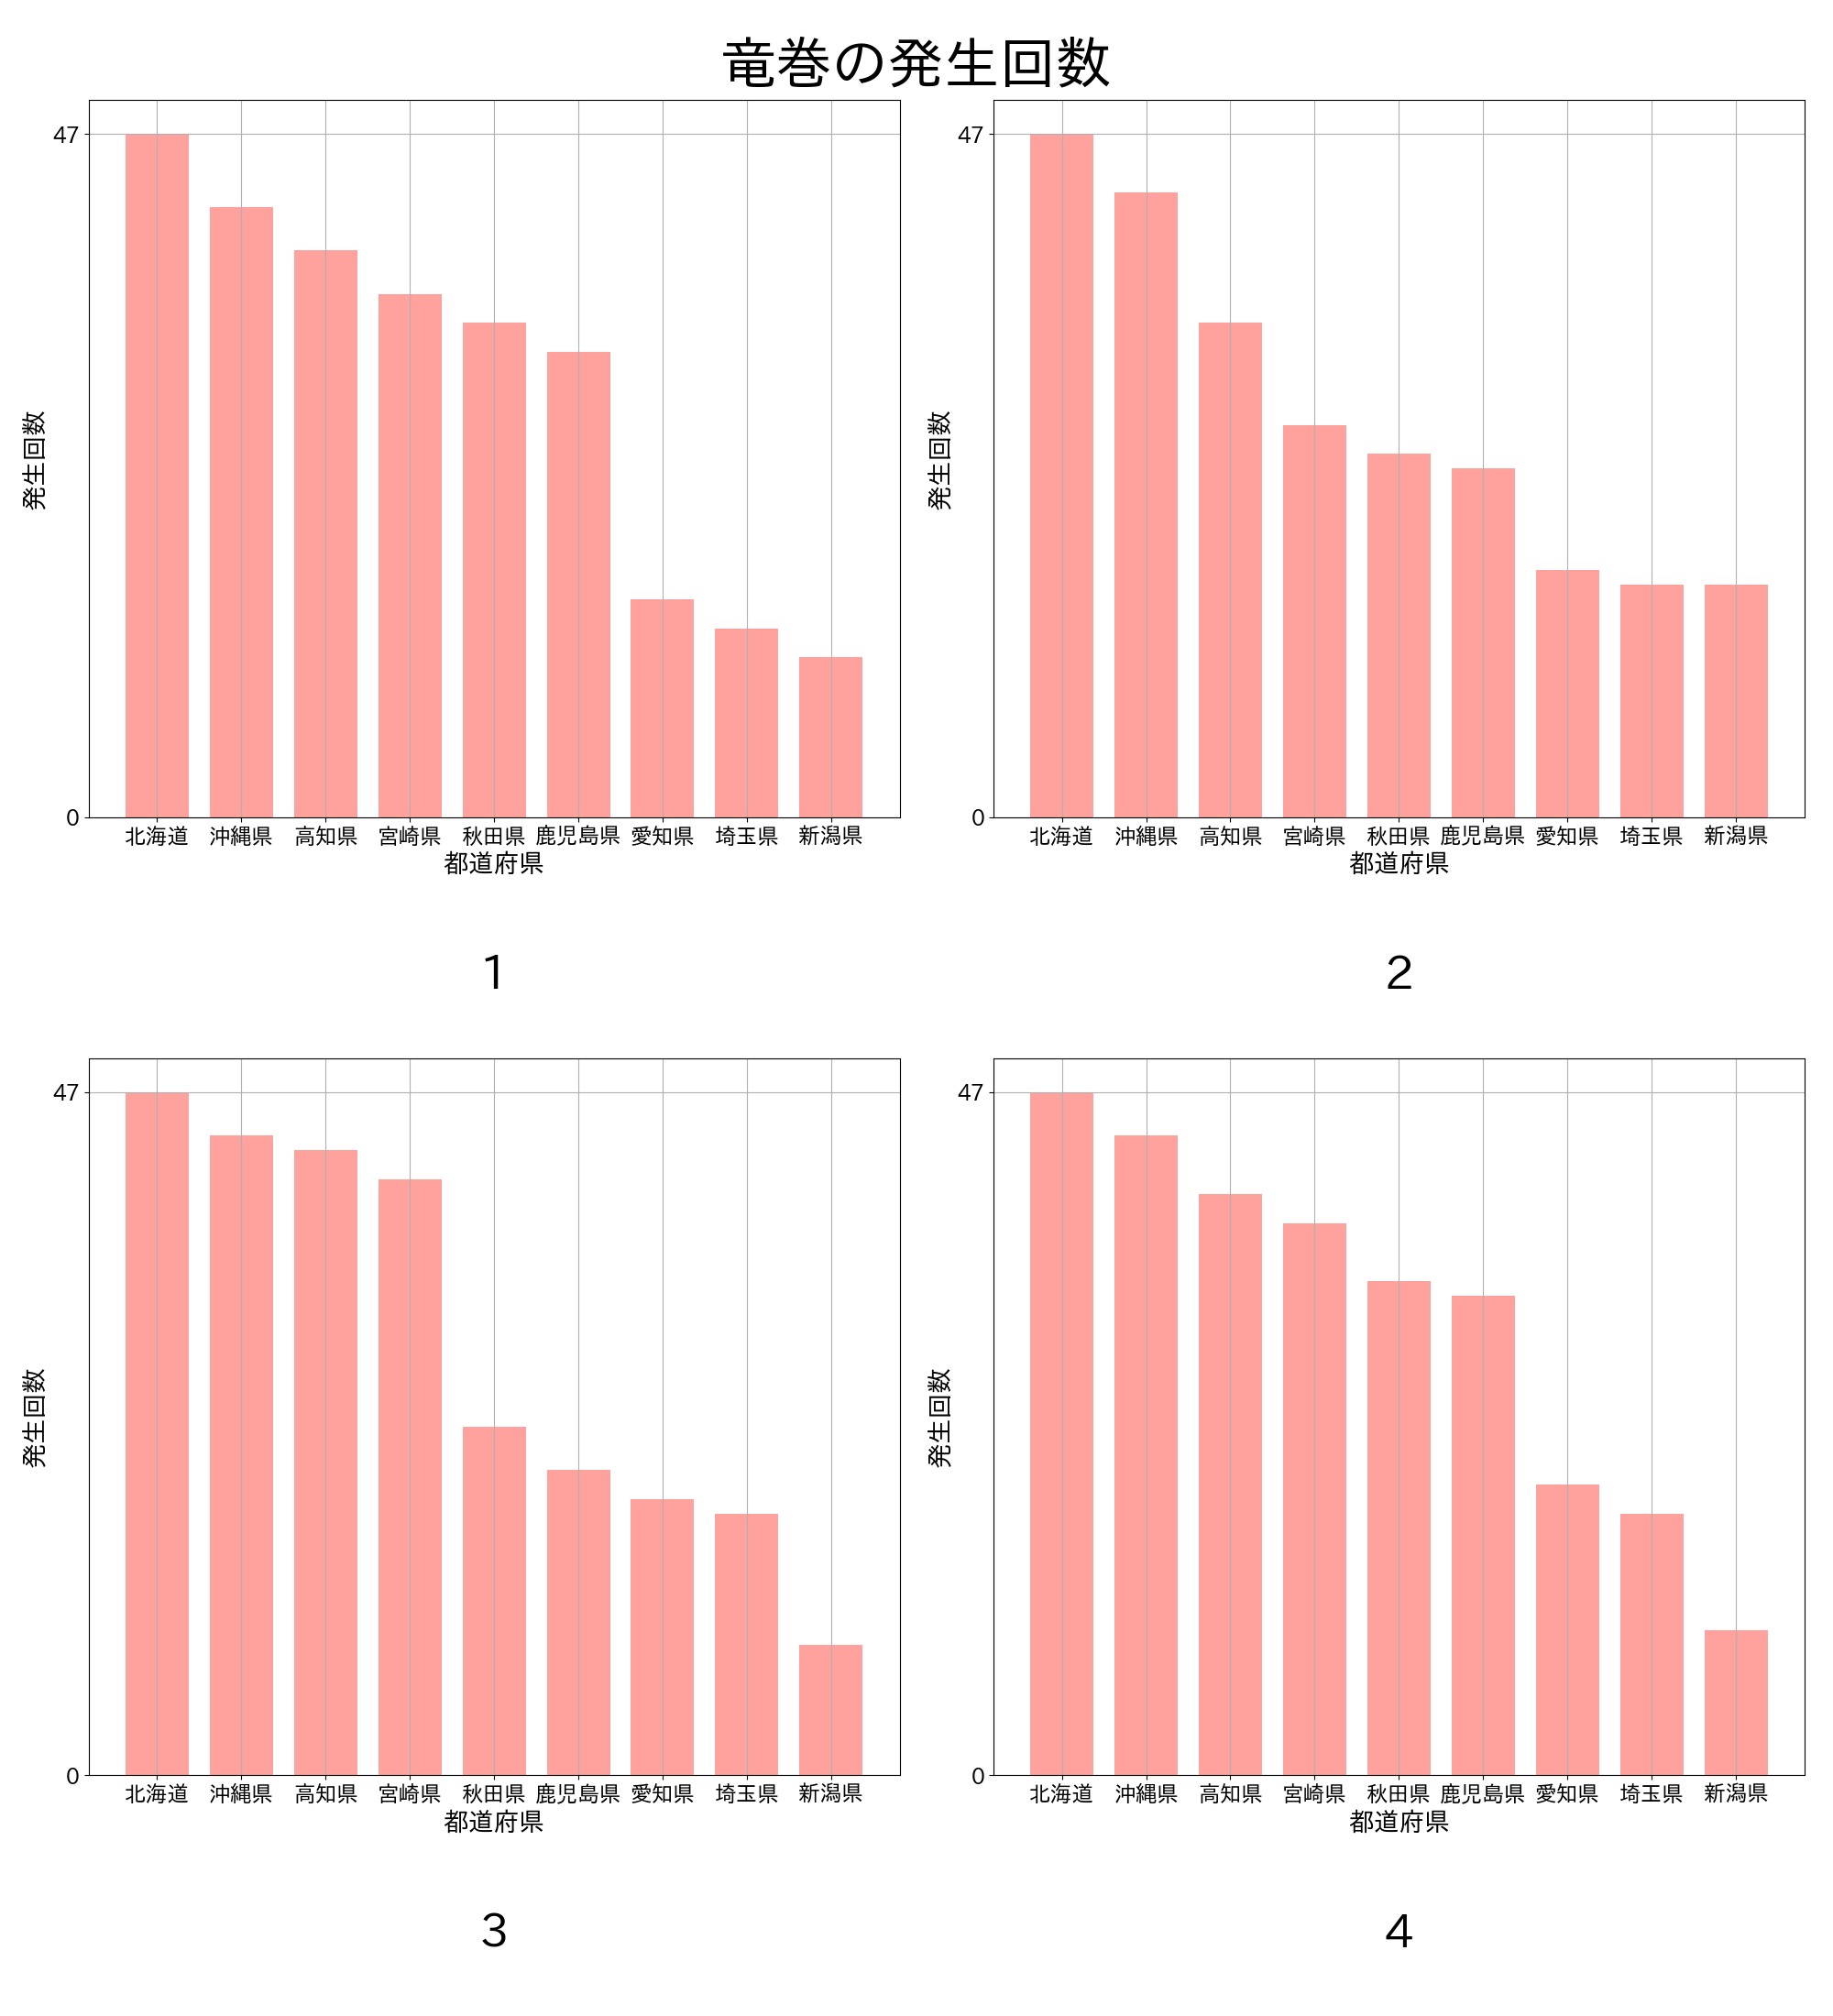 竜巻の発生回数
47
0
発生回数
北海道 沖縄県 高知県 宮崎県 秋田県 鹿児島県 愛知県 埼玉県 新潟県
都道府県
1
47
0
発生回数
北海道 沖縄県 高知県 宮崎県 秋田県 鹿児島県 愛知県 埼玉県 新潟県
都道府県
2
47
0
発生回数
北海道 沖縄県 高知県 宮崎県 秋田県 鹿児島県 愛知県 埼玉県 新潟県
都道府県
3
47
0
発生回数
北海道 沖縄県 高知県 宮崎県 秋田県 鹿児島県 愛知県 埼玉県 新潟県
都道府県
4